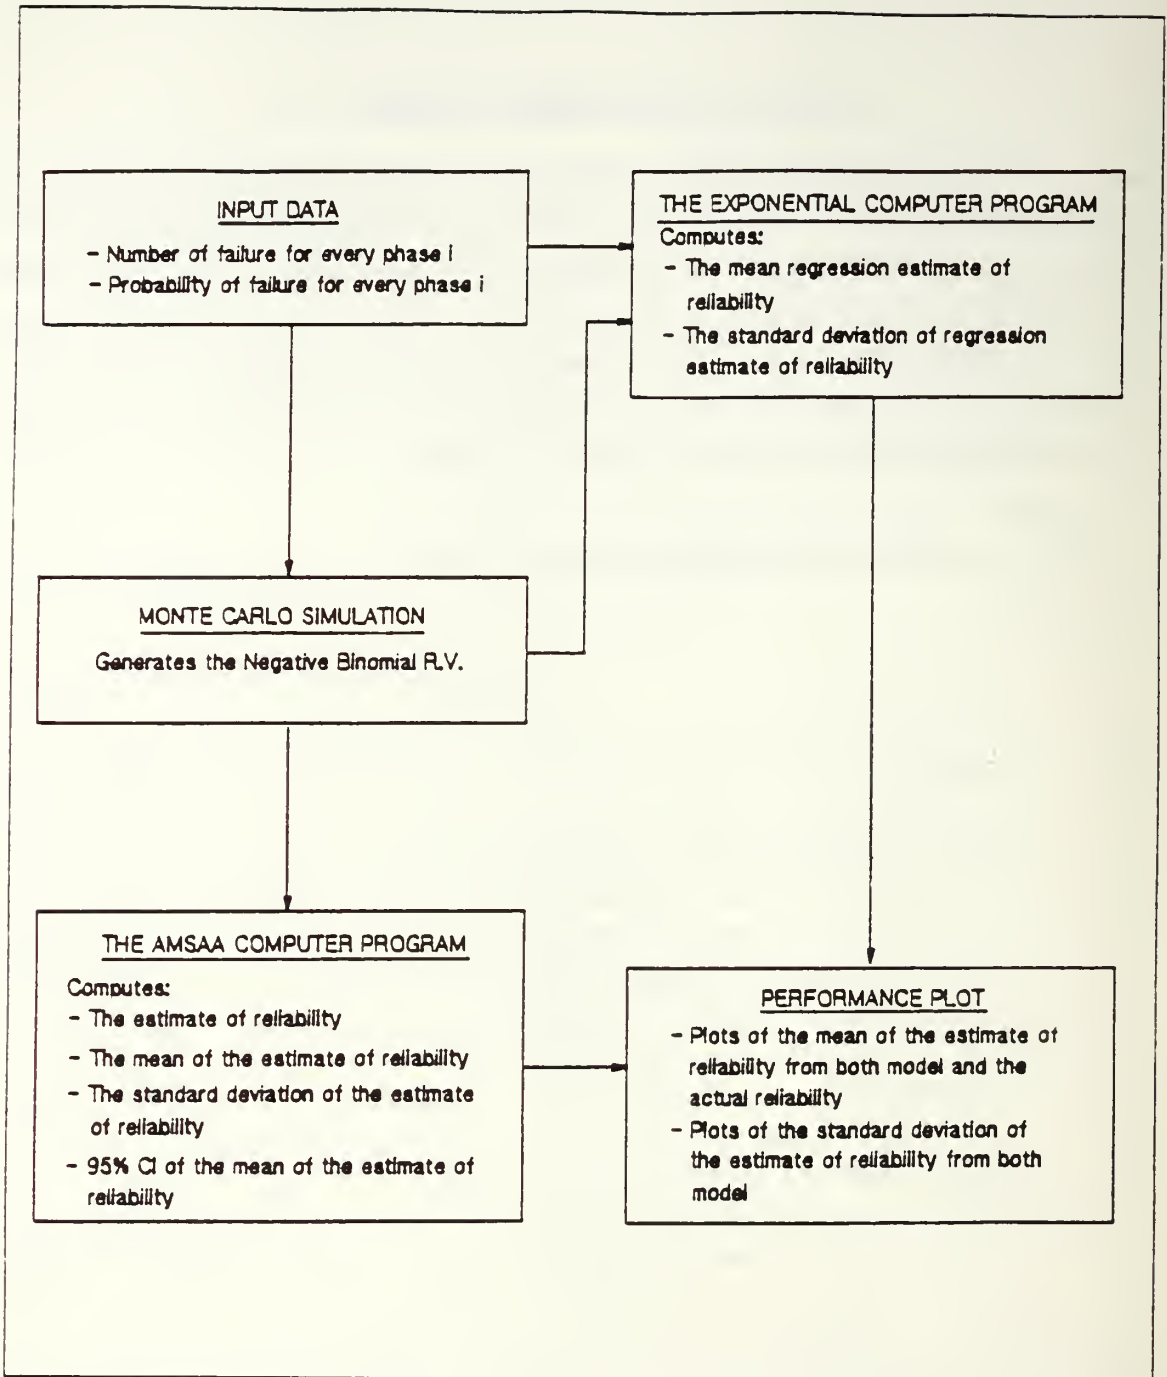 INPUT DATA
- Number of failure for every phase i
- Probability of failure for every phase i
THE EXPONENTIAL COMPUTER PROGRAM
Computes:
- The mean regression estimate of
reliability
- The standard deviation of regression
estimate of reliability
MONTE CARLO SIMULATION
Generates the Negative Binomial R.V.
THE AMSAA COMPUTER PROGRAM
Computes:
- The estimate of reliability
- The mean of the estimate of reliability
- The standard deviation of the estimate
of reliability
- 95% CI of the mean of the estimate of
reliability
PERFORMANCE PLOT
- Plots of the mean of the estimate of
reliability from both model and the
actual reliability
- Plots of the standard deviation of
the estimate of reliability from both
model